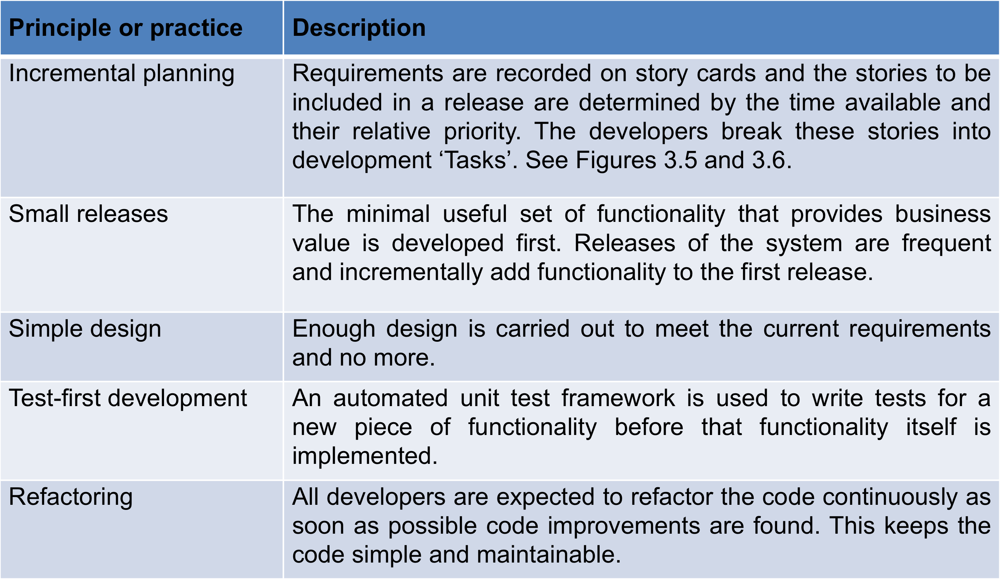 Principle or practice
Description
Incremental planning
Requirements are recorded on story cards and the stories to be
included in a release are determined by the time available and
their relative priority. The developers break these stories into
development ‘Tasks’. See Figures 3.5 and 3.6.
Small releases
The minimal useful set of functionality that provides business
value is developed first. Releases of the system are frequent
and incrementally add functionality to the first release.
Simple design
Enough design is carried out to meet the current requirements
and no more.
Test-first development
An automated unit test framework is used to write tests for a
new piece of functionality before that functionality itself is
implemented.
Refactoring
All developers are expected to refactor the code continuously as
soon as possible code improvements are found. This keeps the
code simple and maintainable.